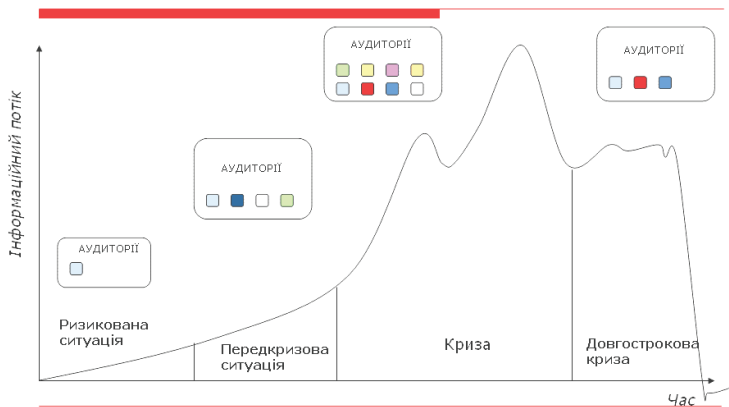 АУДИТОРІЇ
АУДИТОРІЇ
АУДИТОРІЇ
АУДИТОРІЇ
Інформаційний потік
Ризикована
ситуація
Передкризова
ситуація
Криза
Довгострокова
криза
Час